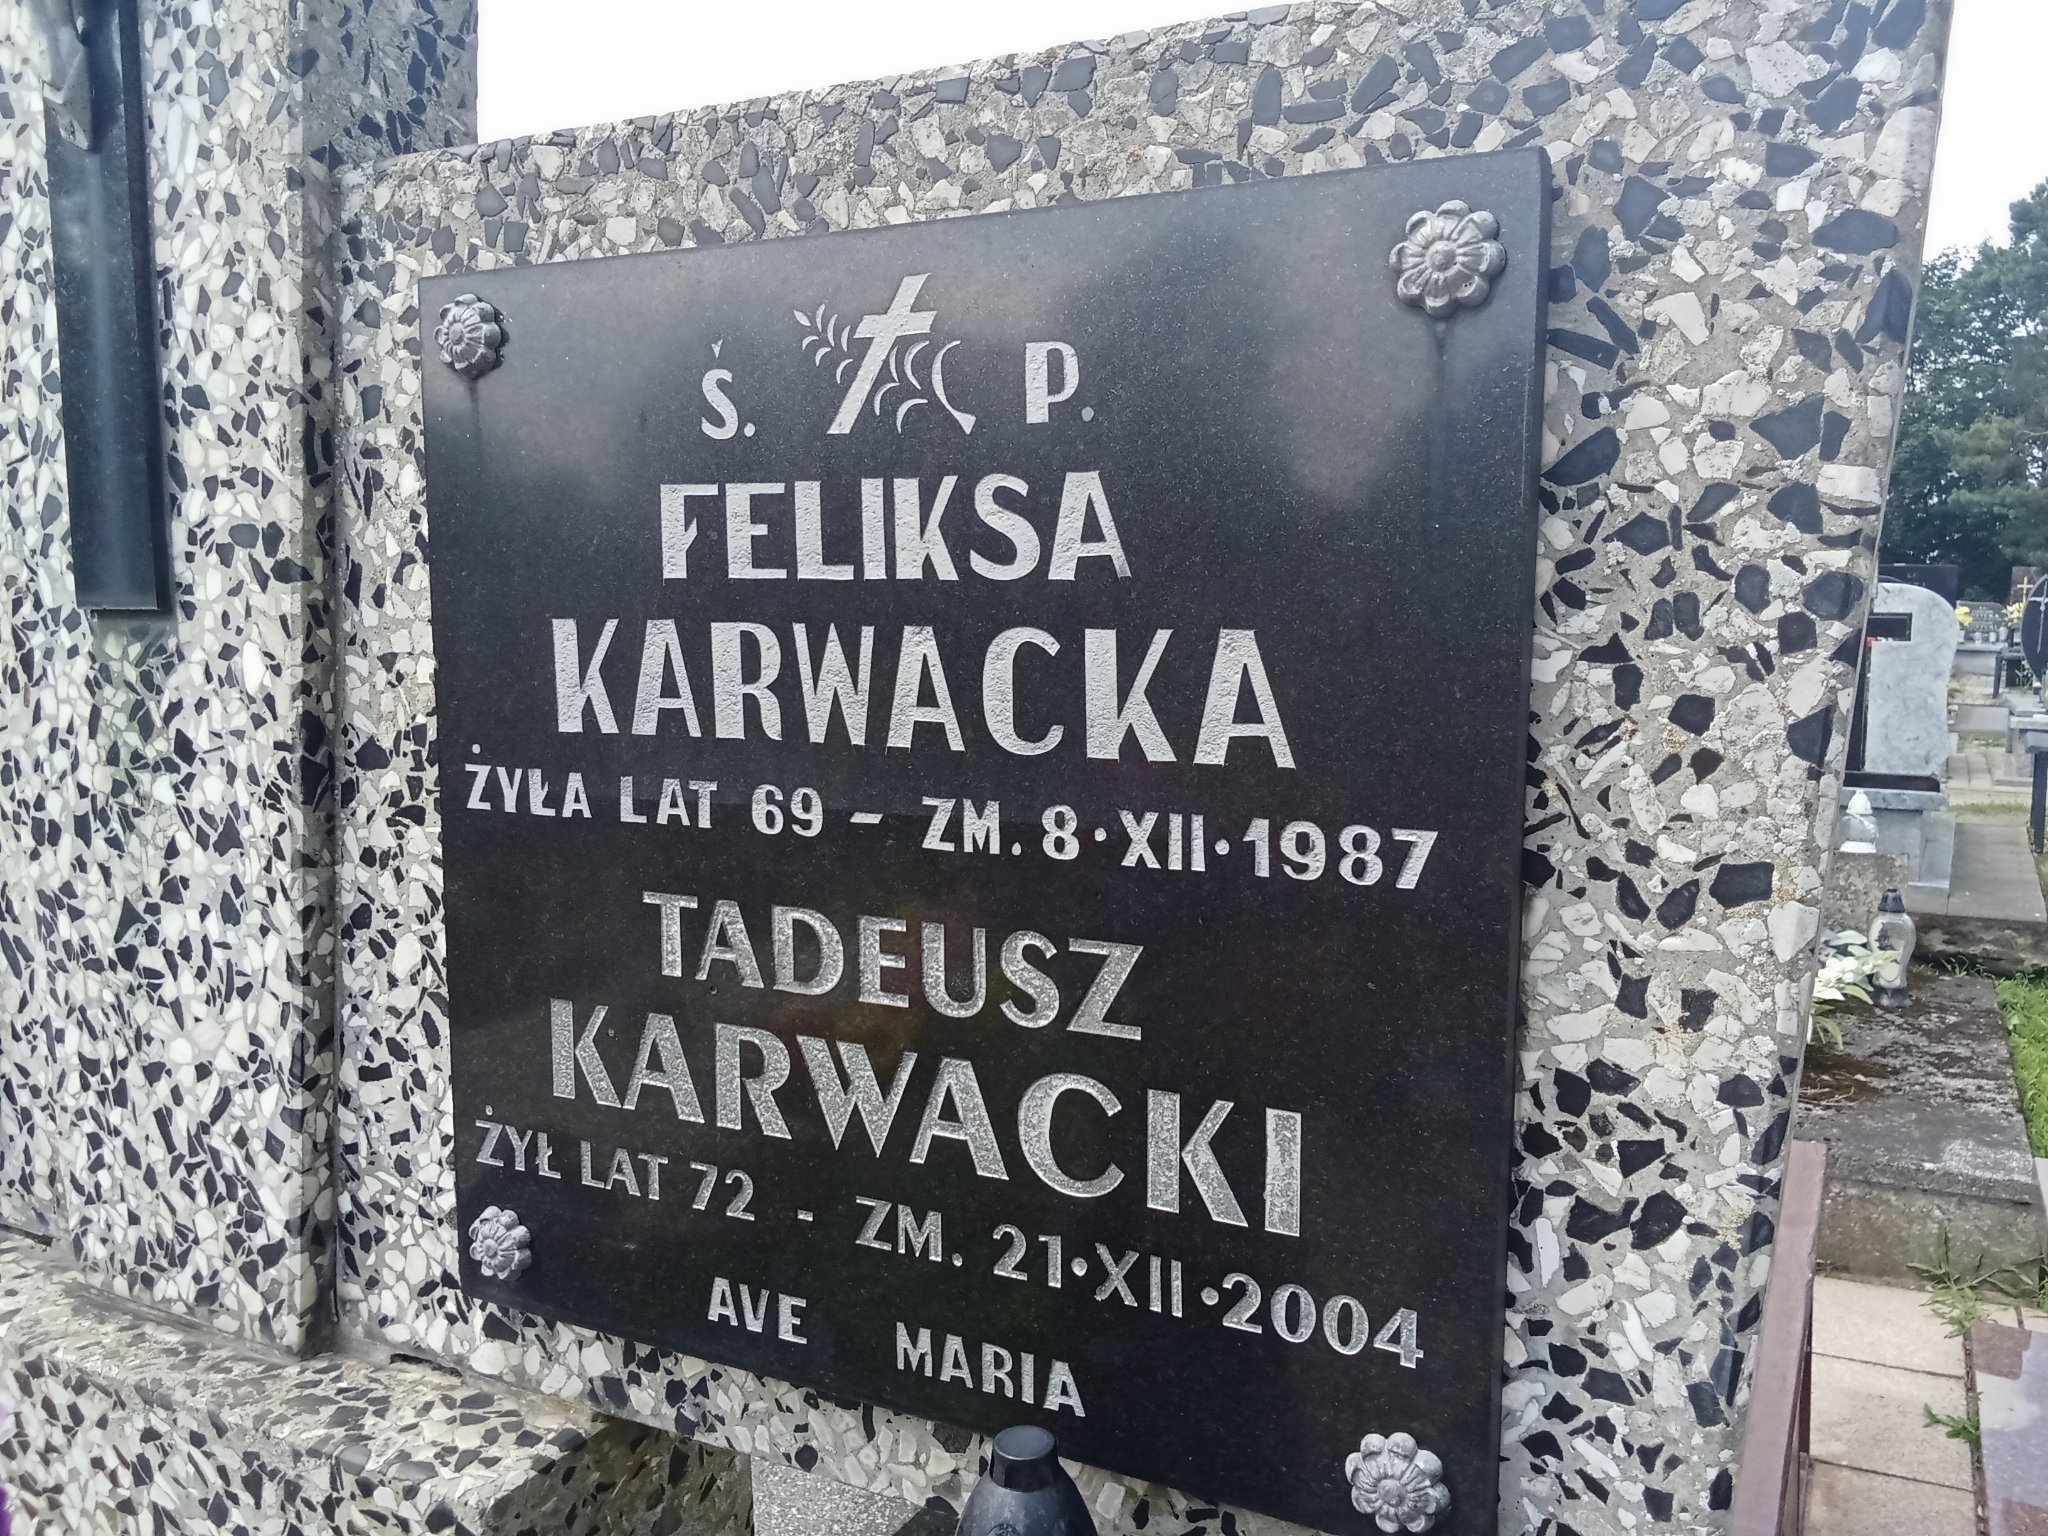 Ś. P.
FELIKSA
KARWACKA
ŻYŁA LAT 69 - ZM. 8·XII·1987
TADEUSZ
KARWACKI
ŻYŁ LAT 72 - ZM. 21·XII·2004
AVE MARIA